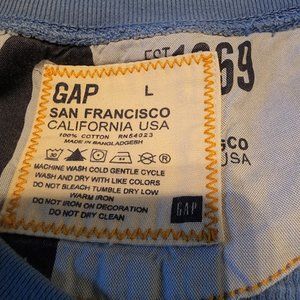 GAP L
SAN FRANCISCO
CALIFORNIA USA
100% COTTON RN54023
MADE IN BANGLADGESH
MACHINE WASH COLD GENTLE CYCLE
WASH AND DRY WITH LIKE COLORS
DO NOT BLEACH TUMBLE DRY LOW
WARM IRON
DO NOT IRON ON DECORATION
DO NOT DRY CLEAN
GAP
EST 1969
SCO
USA